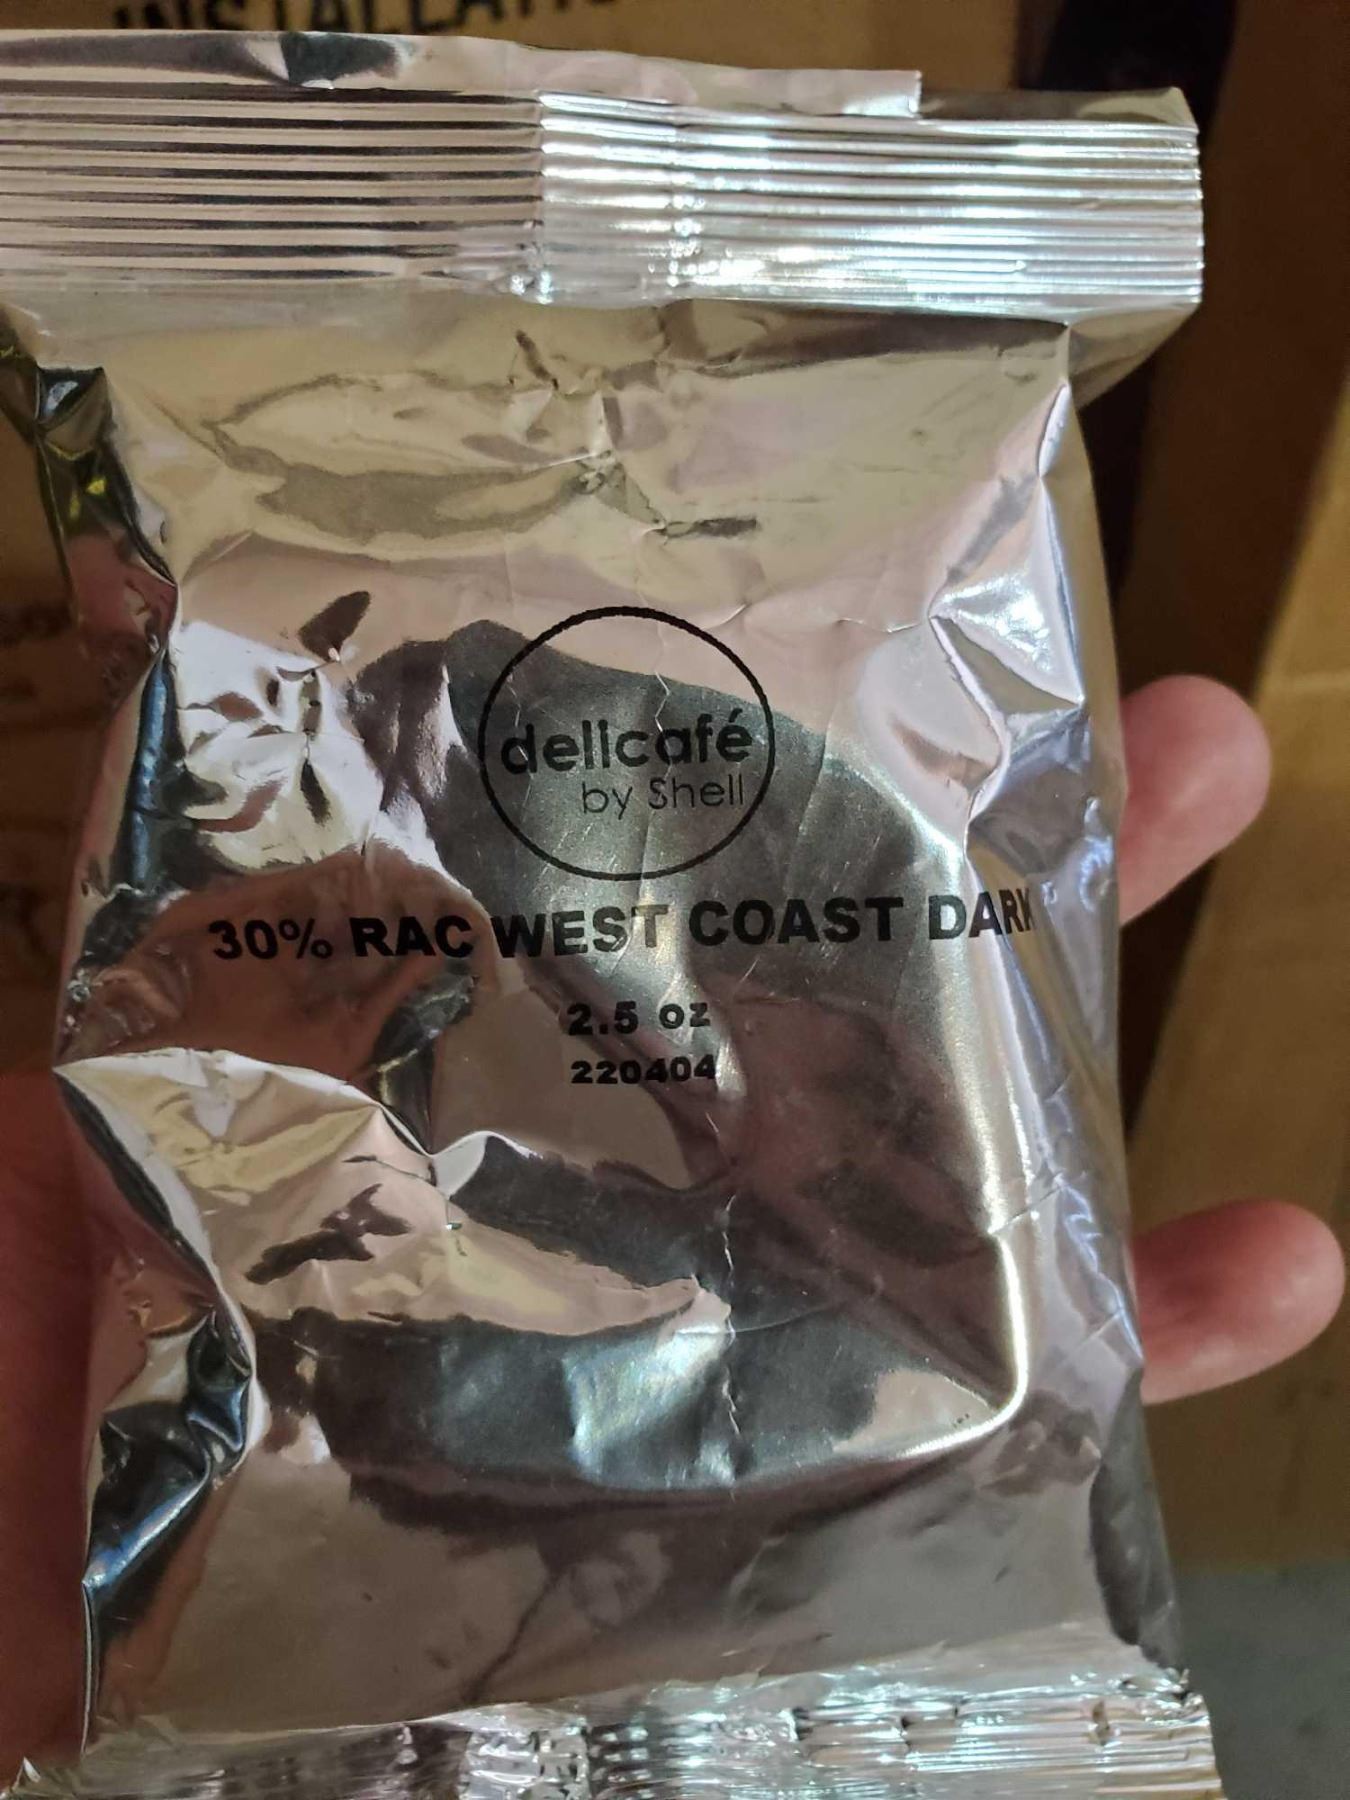 delicafé
by Shell
30% RAC WEST COAST DARK
2.5 oz
220404